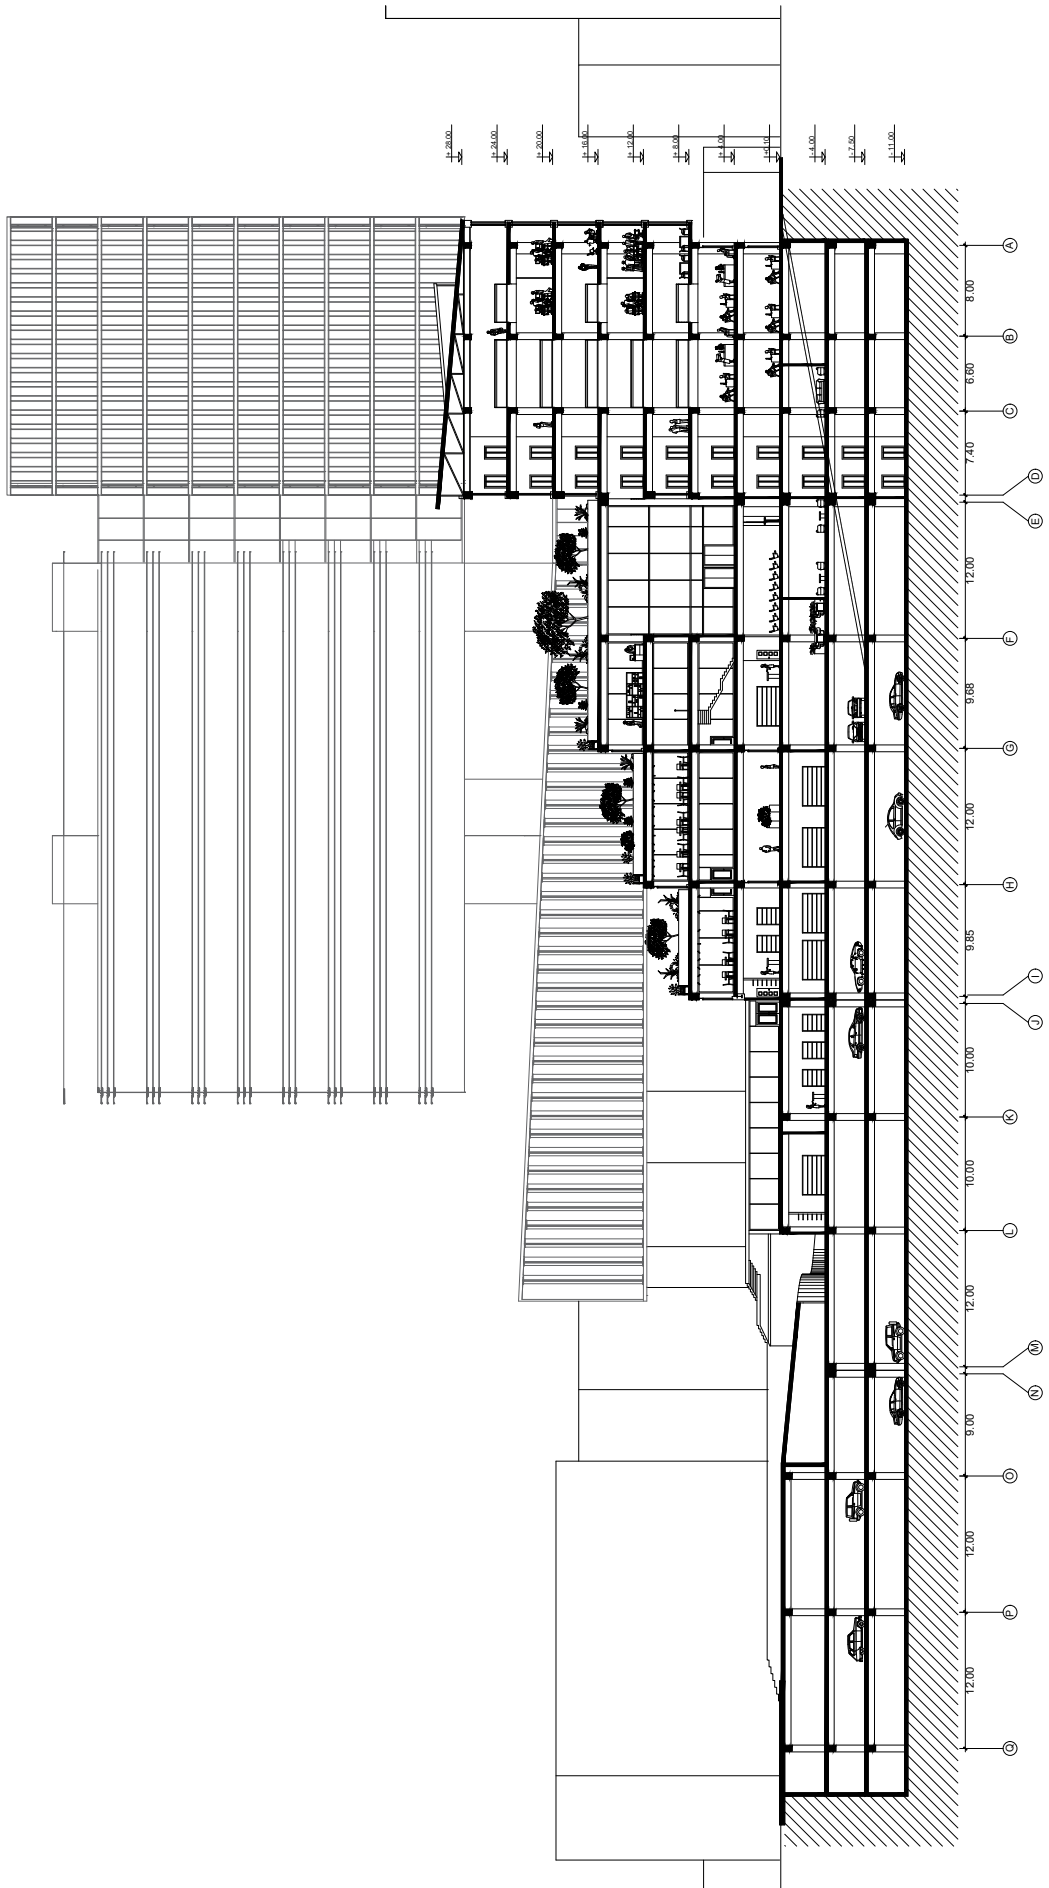 + 28.00
+ 24.00
+ 20.00
+ 16.00
+ 12.00
+ 8.00
+ 4.00
+0.10
- 4.00
- 7.50
- 11.00
A
8.00
B
6.60
C
7.40
D
E
12.00
F
9.68
G
12.00
H
9.85
I
J
10.00
K
10.00
L
12.00
M
N
9.00
O
12.00
P
12.00
Q